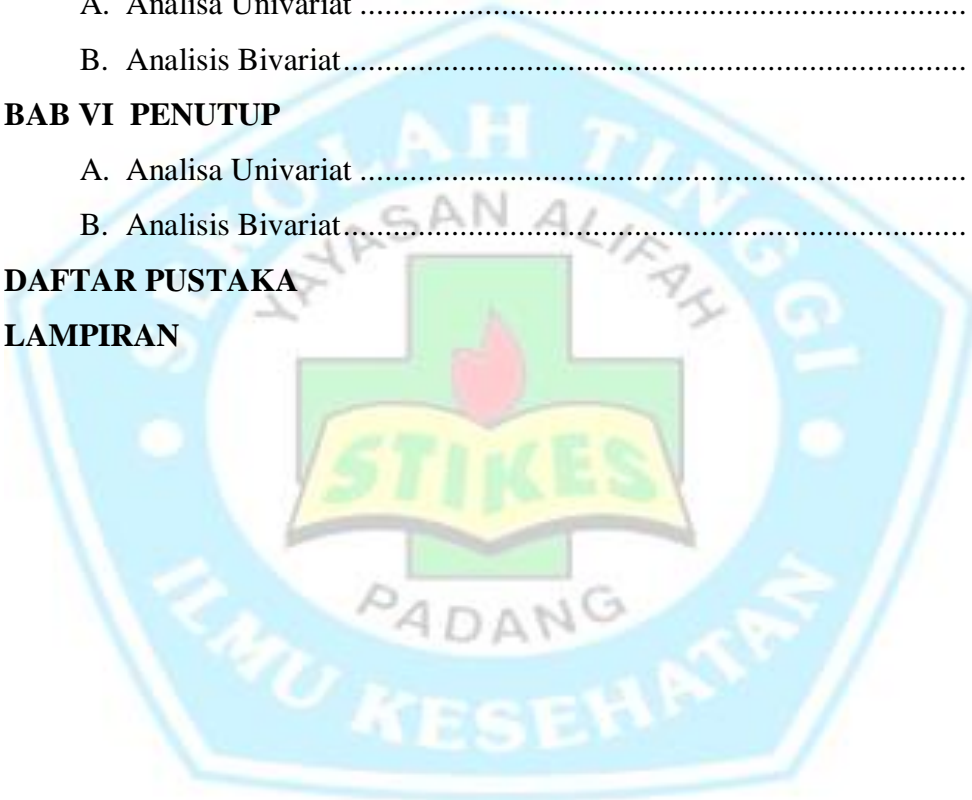 A. Analisa Univariat ..............................................................
B. Analisis Bivariat...............................................................
BAB VI PENUTUP
A. Analisa Univariat ..............................................................
B. Analisis Bivariat...............................................................
DAFTAR PUSTAKA
LAMPIRAN
SEKOLAH TINGGI
YAYASAN ALIFAH
STIKES
PADANG
ILMU KESEHATAN